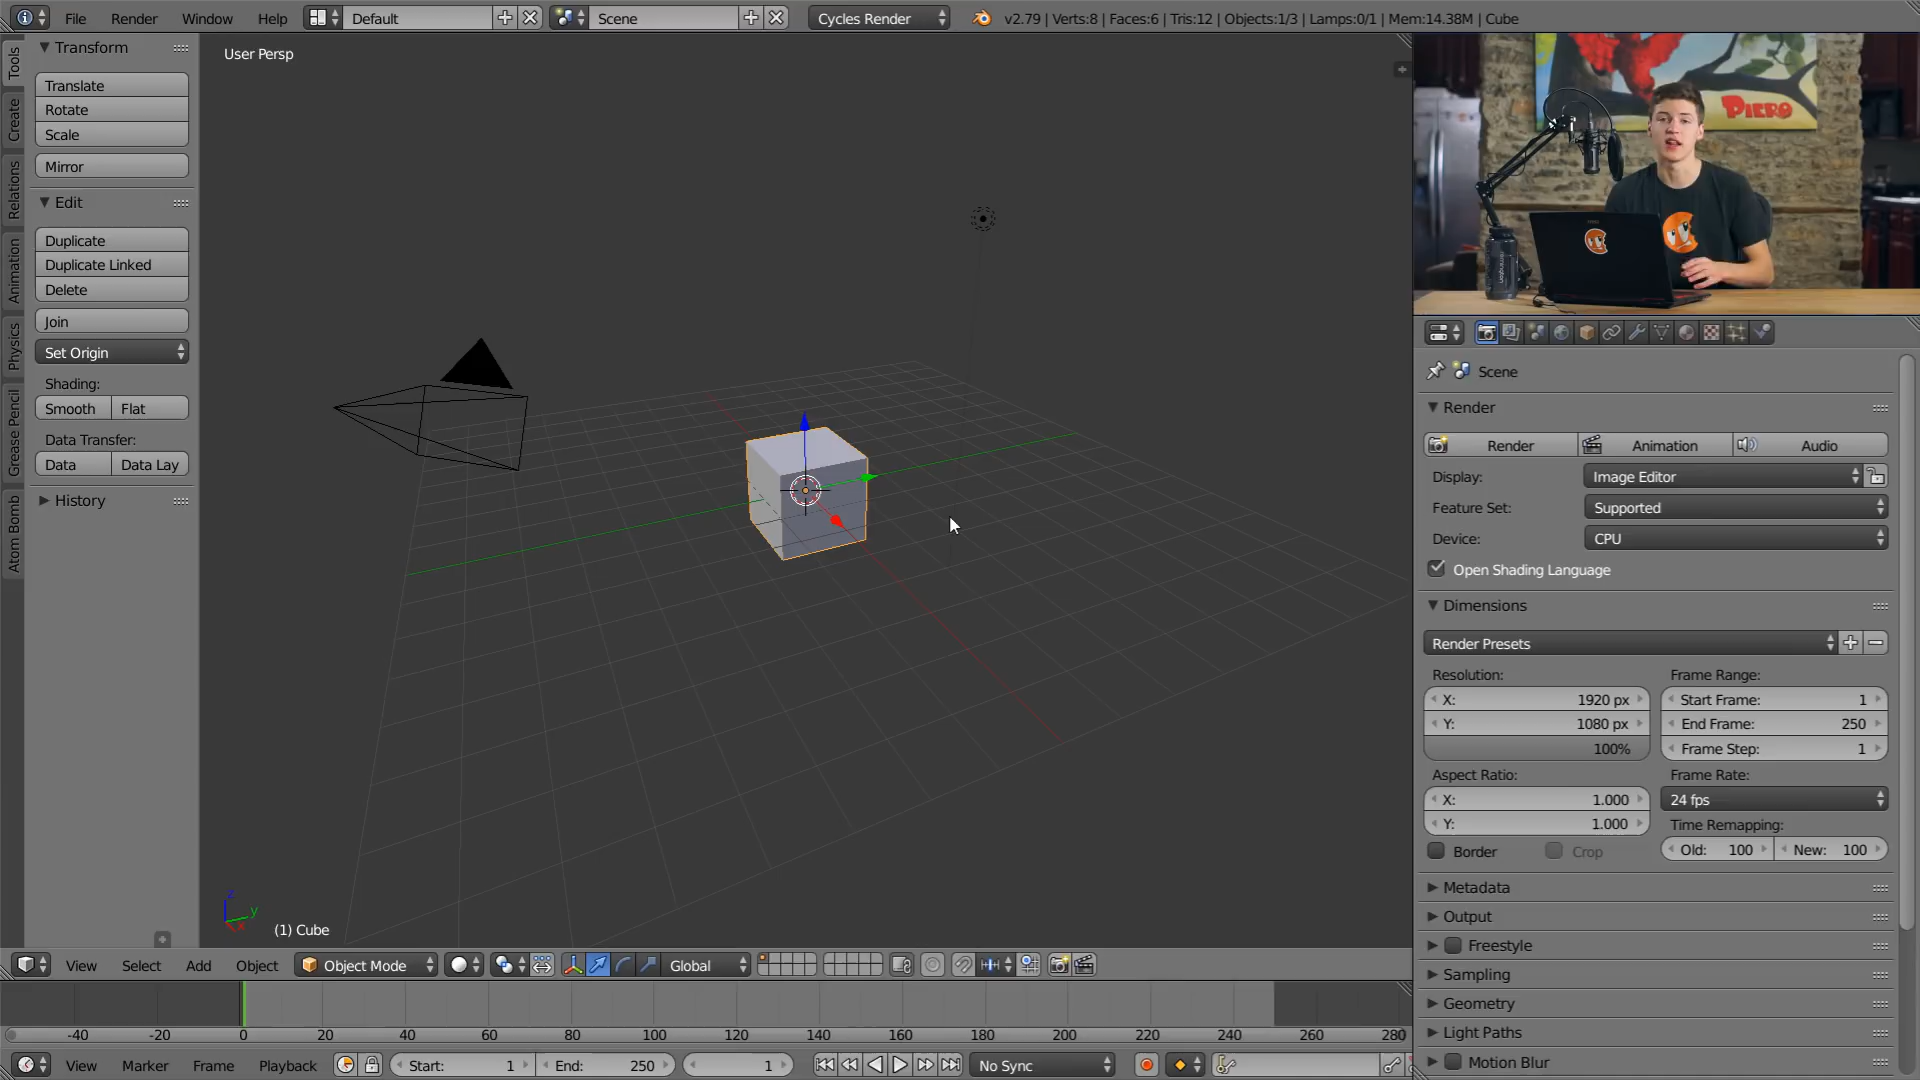 File Render Window Help Default Scene Cycles Render v2.79 | Verts:8 | Faces:6 | Tris:12 | Objects:1/3 | Lamps:0/1 | Mem:14.38M | Cube
Tools
Create
Relations
Animation
Physics
Grease Pencil
Atom Bomb
Transform
Translate
Rotate
Scale
Mirror
Edit
Duplicate
Duplicate Linked
Delete
Join
Set Origin
Shading:
Smooth Flat
Data Transfer:
Data Data Lay
History
User Persp
z
y
x
(1) Cube
PIERO
Scene
Render
Render Animation Audio
Display: Image Editor
Feature Set: Supported
Device: CPU
Open Shading Language
Dimensions
Render Presets
Resolution: Frame Range:
X: 1920 px Start Frame: 1
Y: 1080 px End Frame: 250
100% Frame Step: 1
Aspect Ratio: Frame Rate:
X: 1.000 24 fps
Y: 1.000 Time Remapping:
Border Crop Old: 100 New: 100
Metadata
Output
Freestyle
Sampling
Geometry
Light Paths
Motion Blur
View Select Add Object Object Mode Global
-40 -20 0 20 40 60 80 100 120 140 160 180 200 220 240 260 280
View Marker Frame Playback Start: 1 End: 250 1 No Sync